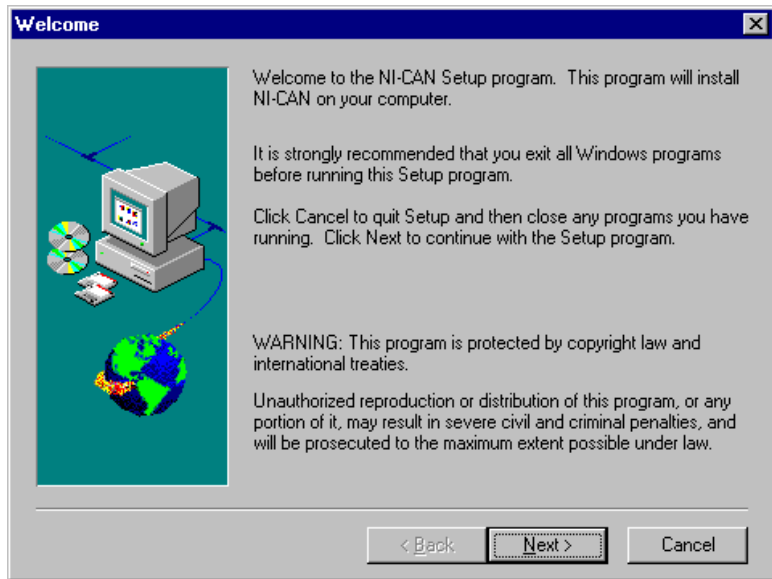 Welcome
Welcome to the NI-CAN Setup program. This program will install
NI-CAN on your computer.
It is strongly recommended that you exit all Windows programs
before running this Setup program.
Click Cancel to quit Setup and then close any programs you have
running. Click Next to continue with the Setup program.
WARNING: This program is protected by copyright law and
international treaties.
Unauthorized reproduction or distribution of this program, or any
portion of it, may result in severe civil and criminal penalties, and
will be prosecuted to the maximum extent possible under law.
< Back Next > Cancel